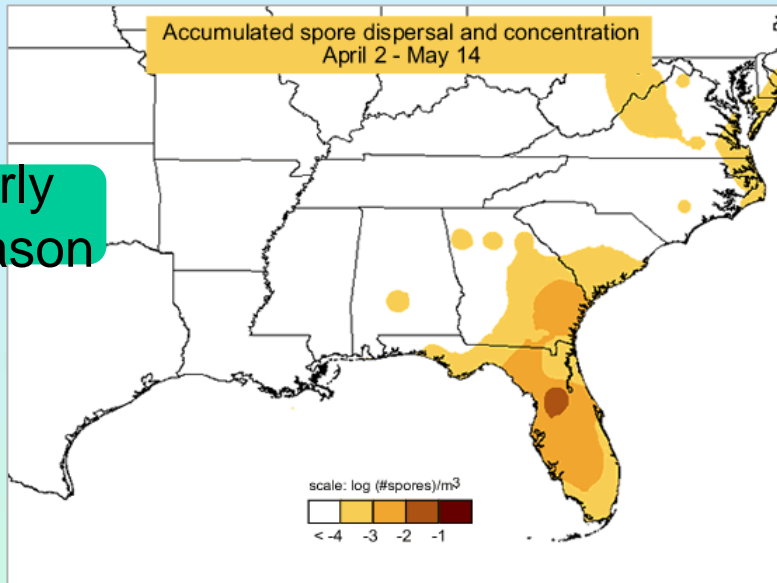 Accumulated spore dispersal and concentration
April 2 - May 14
rly
ason
scale: log (#spores)/m3
< -4 -3 -2 -1